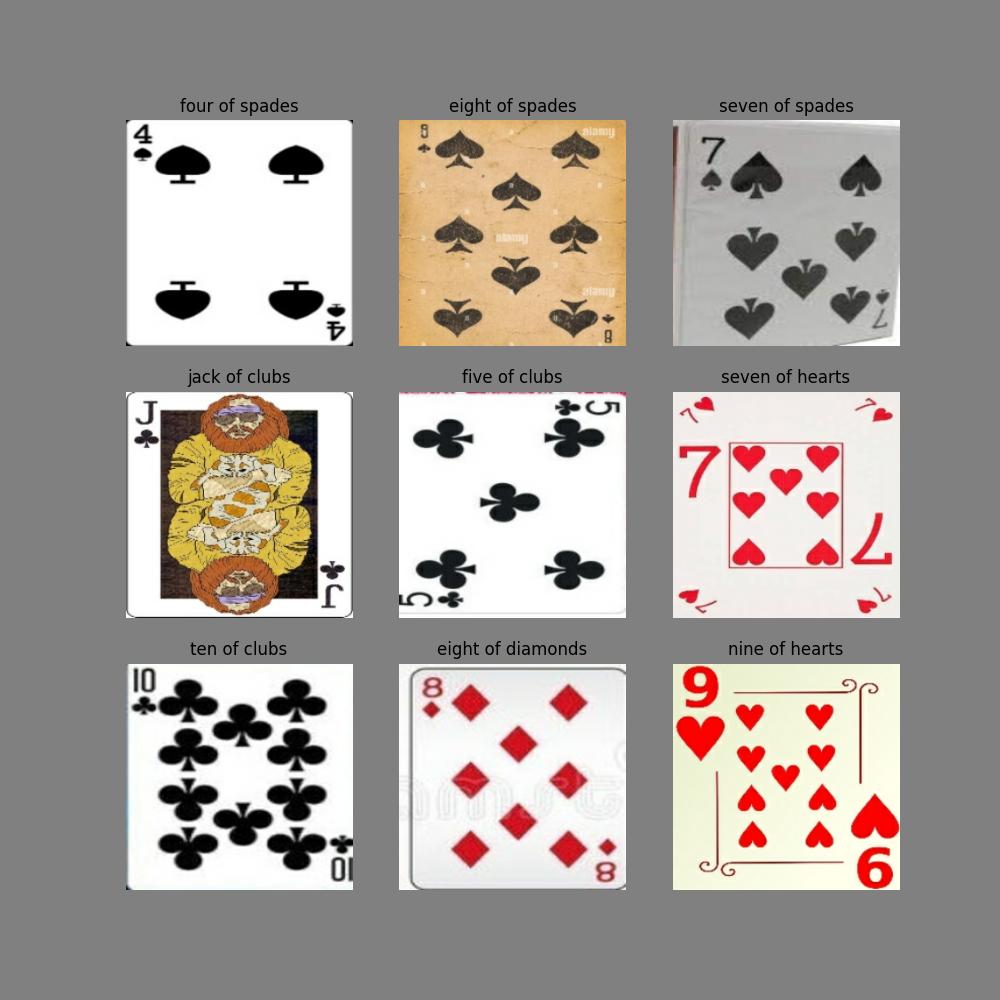 four of spades
eight of spades
seven of spades
4
4
8
alamy
alamy
alamy
8
7
7
jack of clubs
five of clubs
seven of hearts
J
J
5
5
7
7
7
7
7
7
ten of clubs
eight of diamonds
nine of hearts
10
10
8
8
9
9